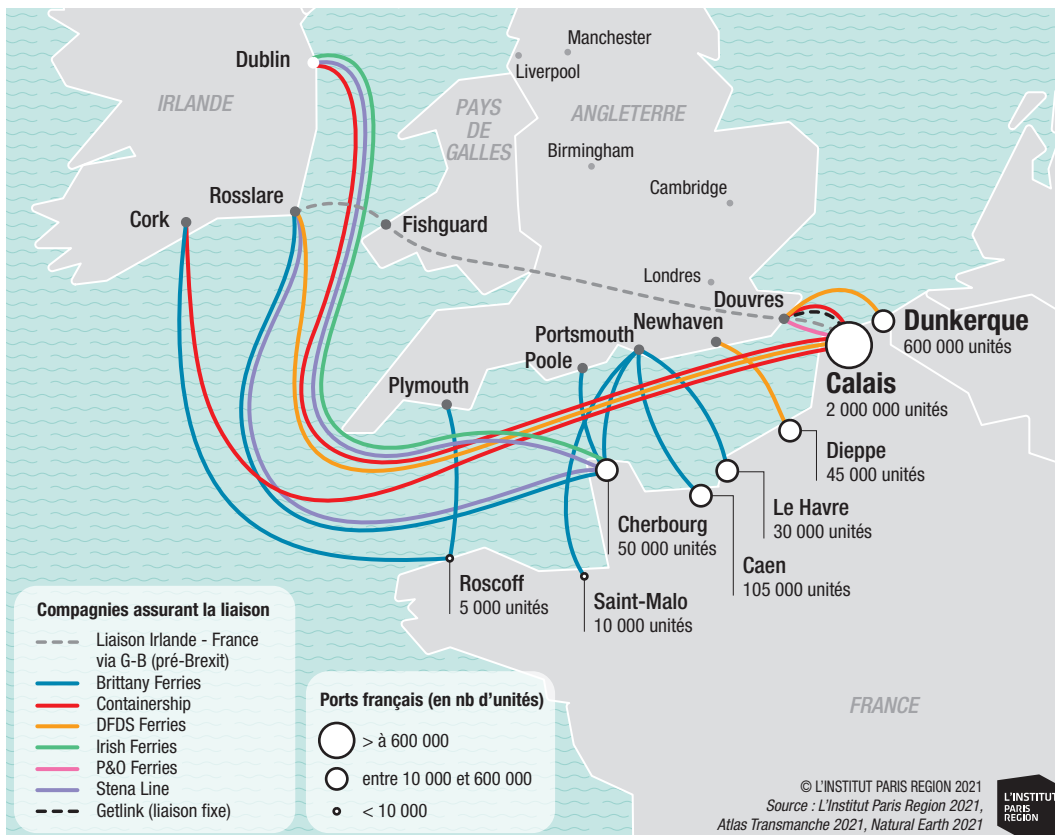 Manchester
Dublin
Liverpool
IRLANDE
PAYS
DE
GALLES
ANGLETERRE
Birmingham
Cambridge
Rosslare
Cork
Fishguard
Londres
Douvres
Portsmouth
Newhaven
Poole
Plymouth
Dunkerque
600 000 unités
Calais
2 000 000 unités
Dieppe
45 000 unités
Le Havre
30 000 unités
Cherbourg
50 000 unités
Caen
105 000 unités
Roscoff
5 000 unités
Saint-Malo
10 000 unités
FRANCE
Compagnies assurant la liaison
Liaison Irlande - France
via G-B (pré-Brexit)
Brittany Ferries
Containership
DFDS Ferries
Irish Ferries
P&O Ferries
Stena Line
Getlink (liaison fixe)
Ports français (en nb d'unités)
> à 600 000
entre 10 000 et 600 000
< 10 000
© L'INSTITUT PARIS REGION 2021
Source : L'Institut Paris Region 2021,
Atlas Transmanche 2021, Natural Earth 2021
L'INSTITUT
PARIS
REGION